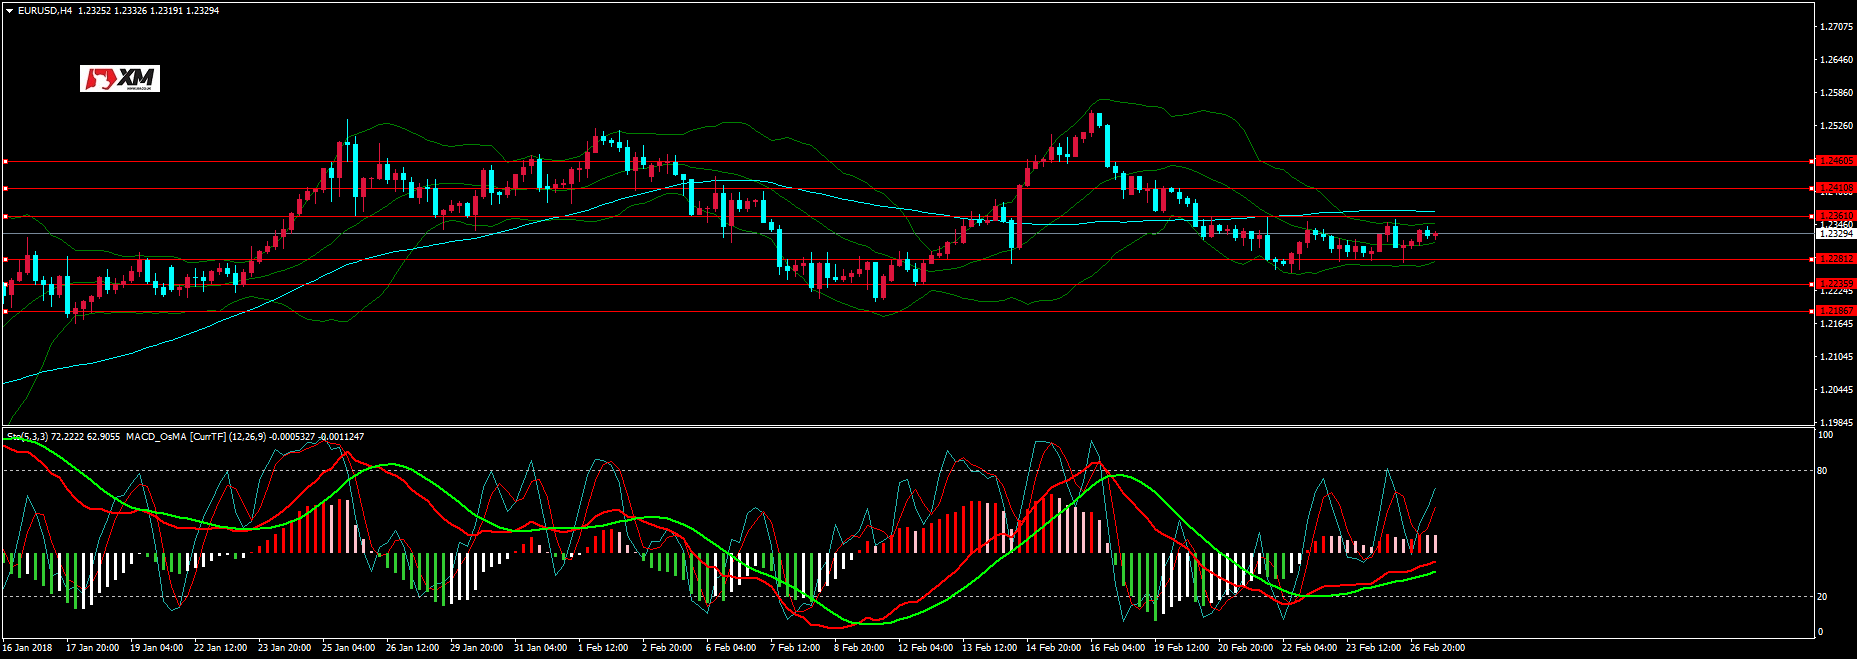 EURUSD,H4 1.23252 1.23326 1.23191 1.23294
XM
1.27075
1.26460
1.25860
1.25260
1.24605
1.24108
1.23610
1.23294
1.22812
1.22245
1.21867
1.21645
1.21045
1.20445
1.19845
Sto(5,3,3) 72.2222 62.9055 MACD_OsMA [CurrTF] (12,26,9) -0.0005327 -0.0011247
100
80
20
0
16 Jan 2018
17 Jan 20:00
19 Jan 04:00
22 Jan 12:00
23 Jan 20:00
25 Jan 04:00
26 Jan 12:00
29 Jan 20:00
31 Jan 04:00
1 Feb 12:00
2 Feb 20:00
6 Feb 04:00
7 Feb 12:00
8 Feb 20:00
12 Feb 04:00
13 Feb 12:00
14 Feb 20:00
16 Feb 04:00
19 Feb 12:00
20 Feb 20:00
22 Feb 04:00
23 Feb 12:00
26 Feb 20:00